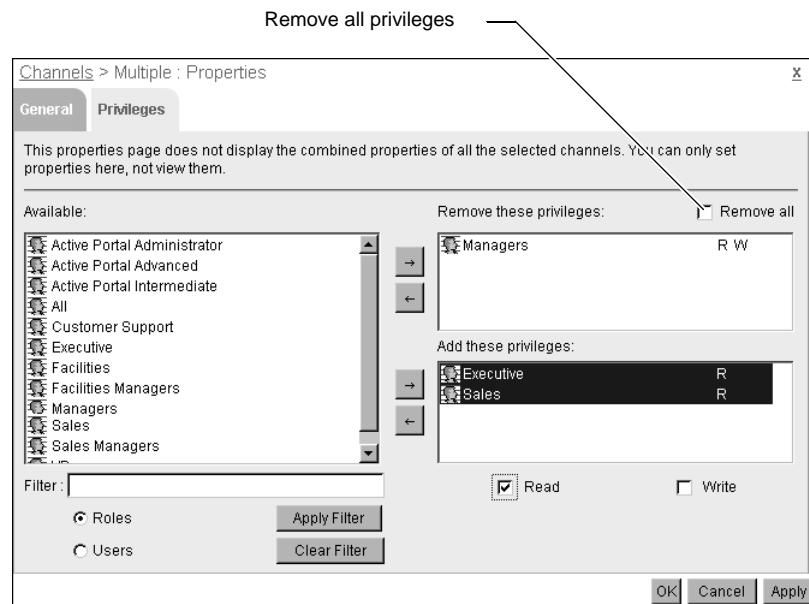 Remove all privileges
Channels > Multiple : Properties x
General Privileges
This properties page does not display the combined properties of all the selected channels. You can only set
properties here, not view them.
Available:
Remove these privileges: Remove all
Active Portal Administrator
Active Portal Advanced
Active Portal Intermediate
All
Customer Support
Executive
Facilities
Facilities Managers
Managers
Sales
Sales Managers
→
←
Managers R W
Add these privileges:
→
←
Executive R
Sales R
Filter :
Read Write
Roles Apply Filter
Users Clear Filter
OK Cancel Apply